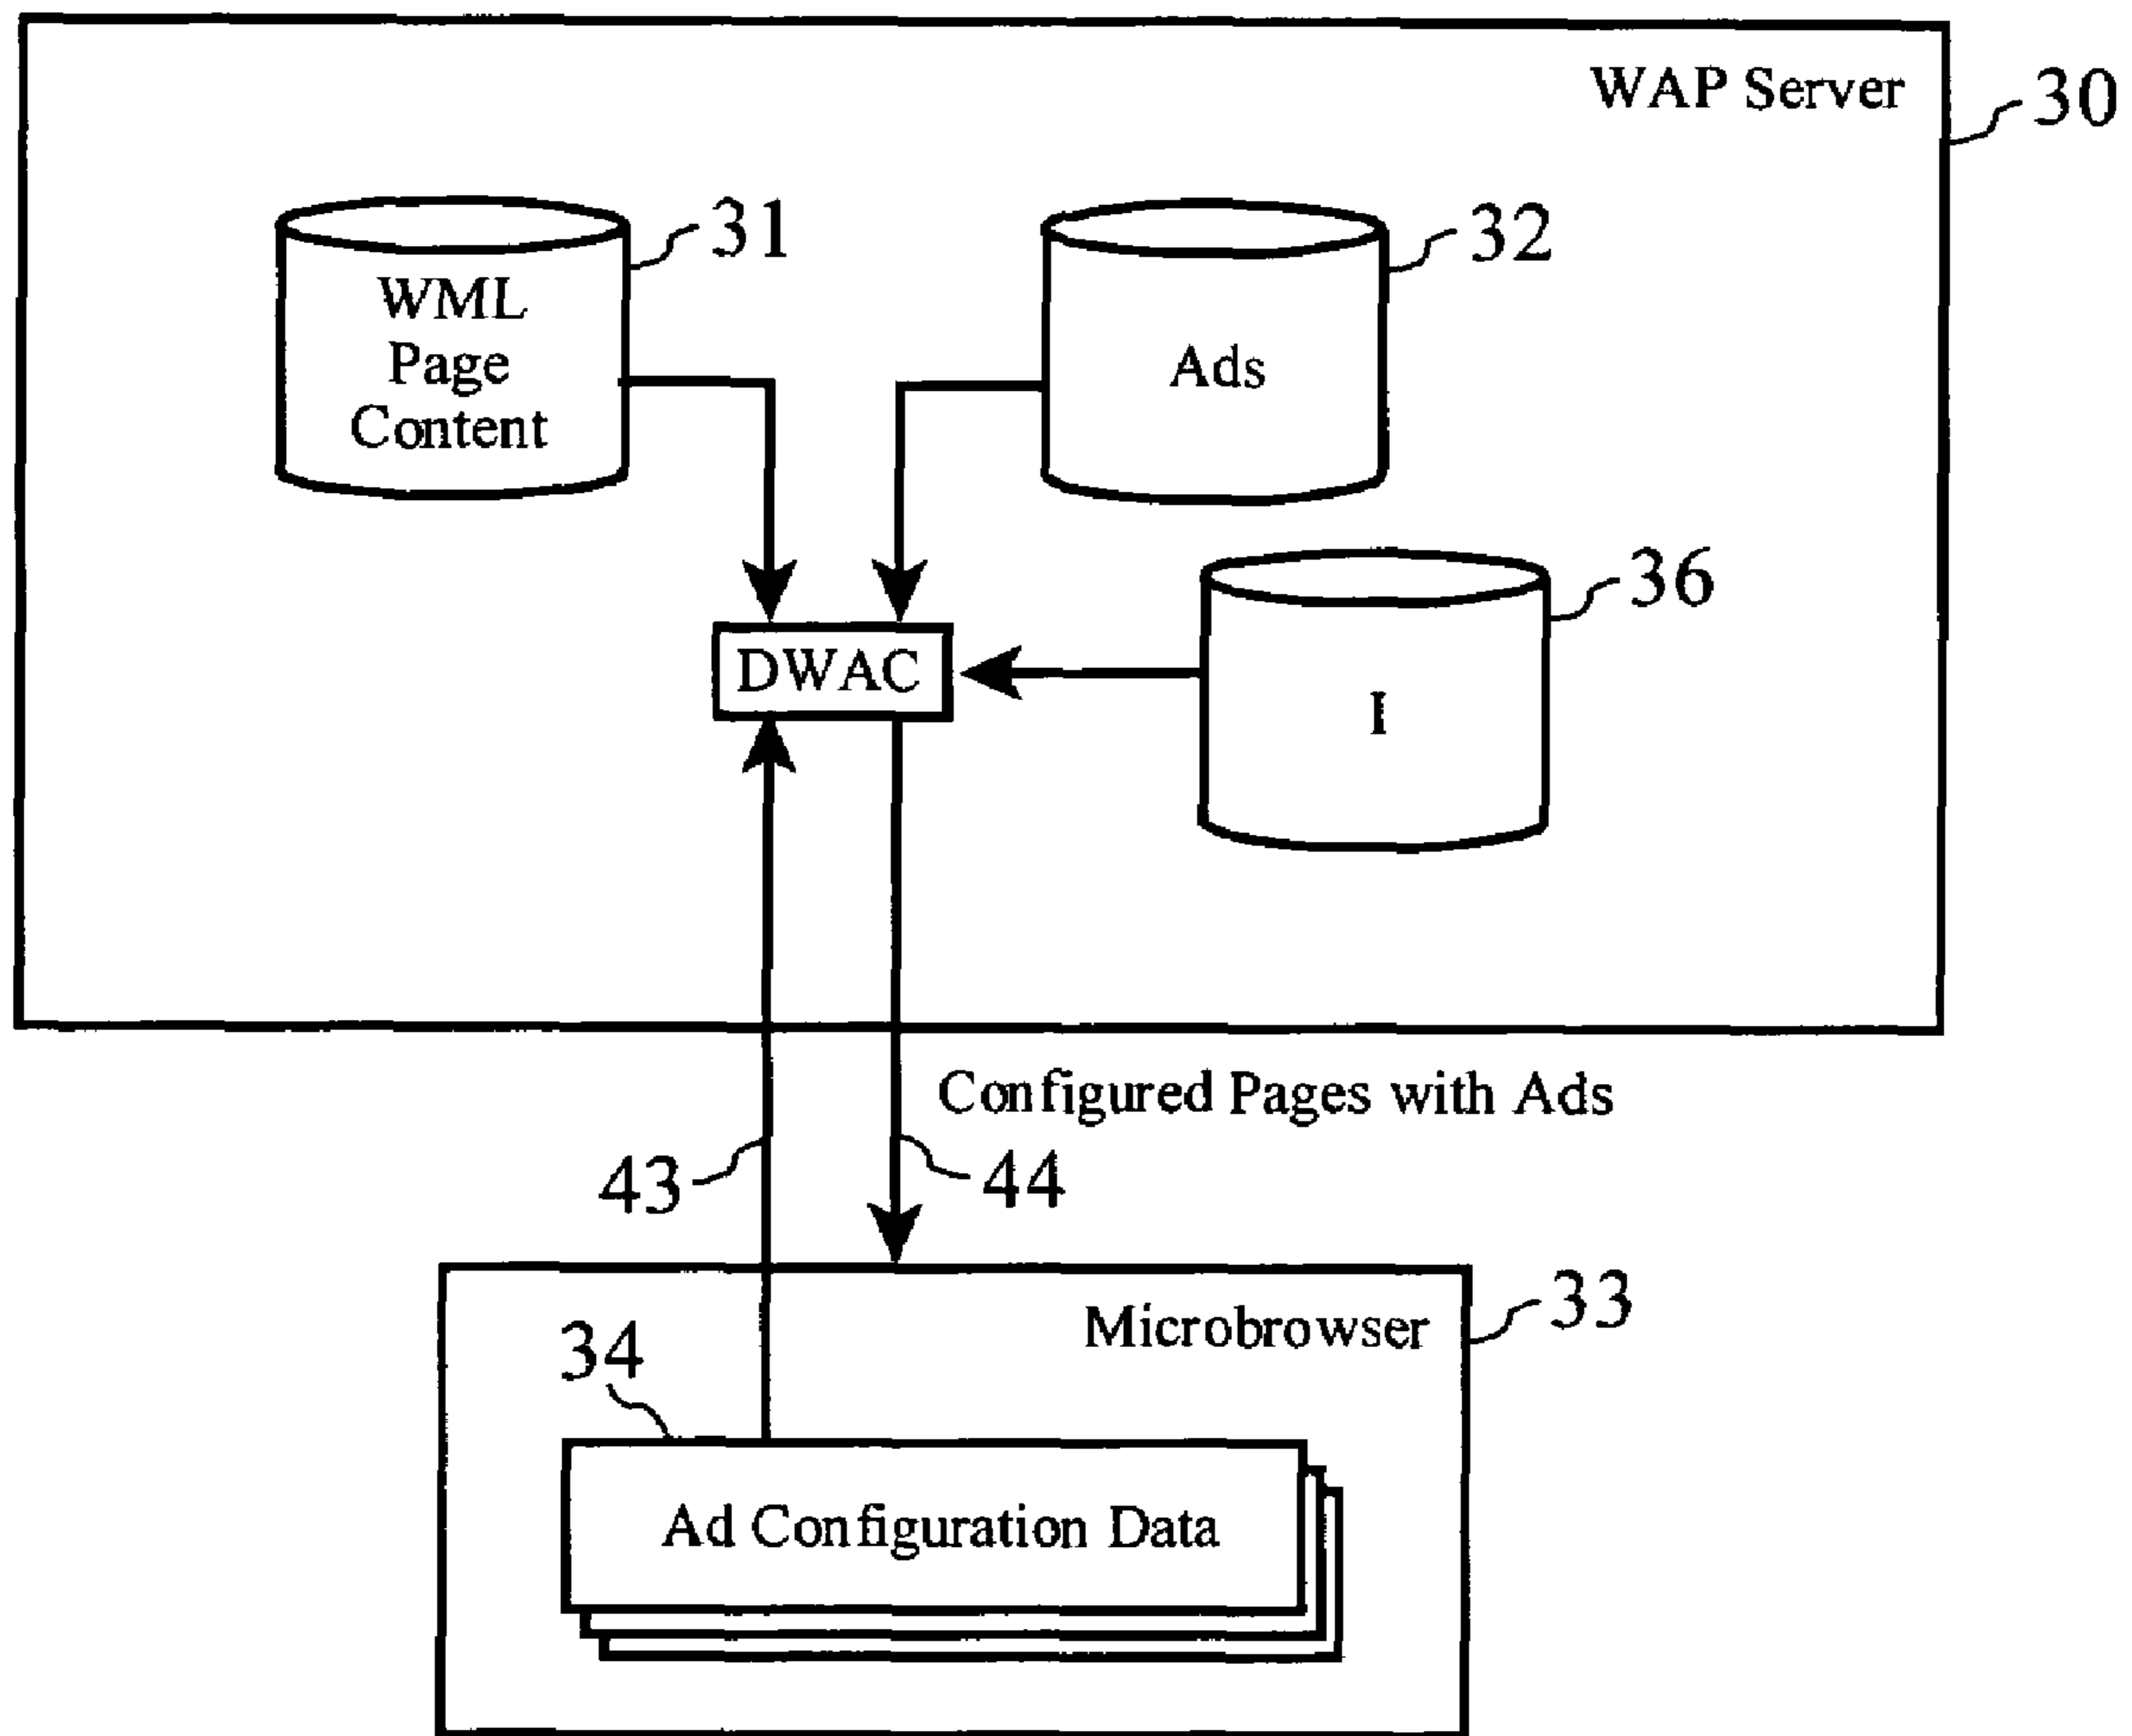 WAP Server
30
31
32
WML
Page
Content
Ads
36
DWAC
I
Configured Pages with Ads
43
44
Microbrowser
33
34
Ad Configuration Data